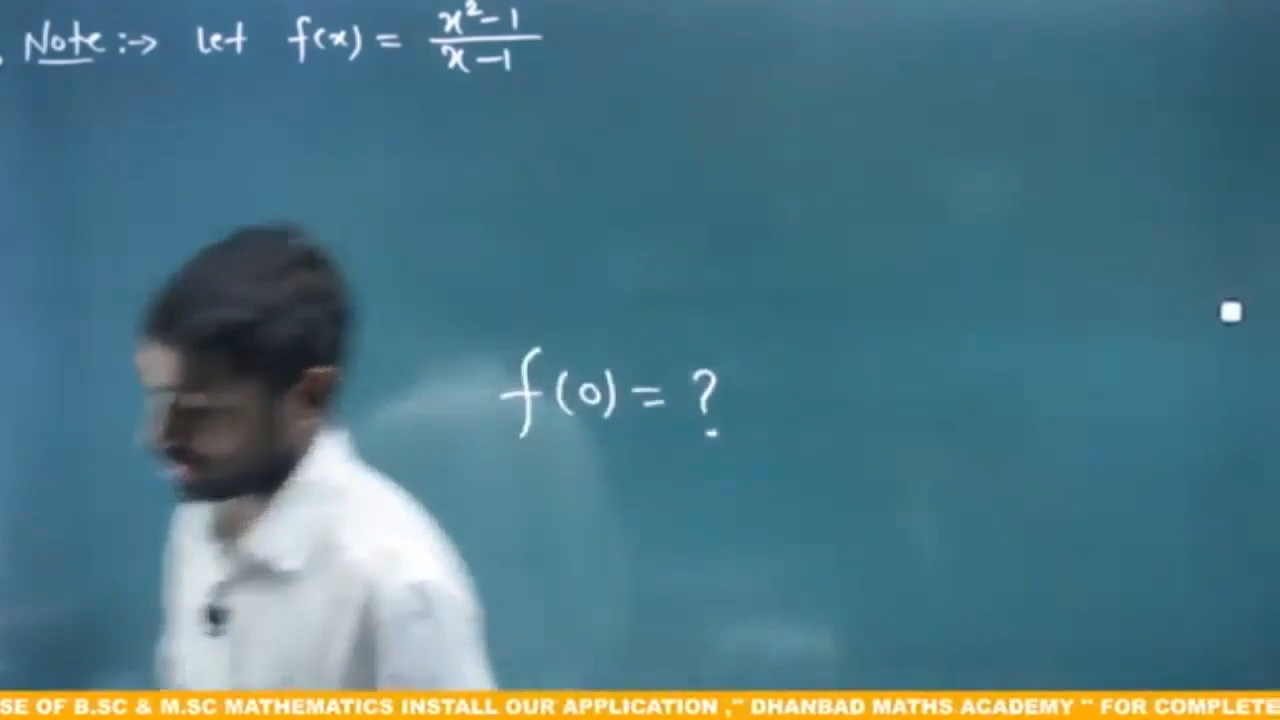 Note :→ Let f(x) = x²-1 / x-1
f(0) = ?
SE OF B.SC & M.SC MATHEMATICS INSTALL OUR APPLICATION ," DHANBAD MATHS ACADEMY " FOR COMPLETE